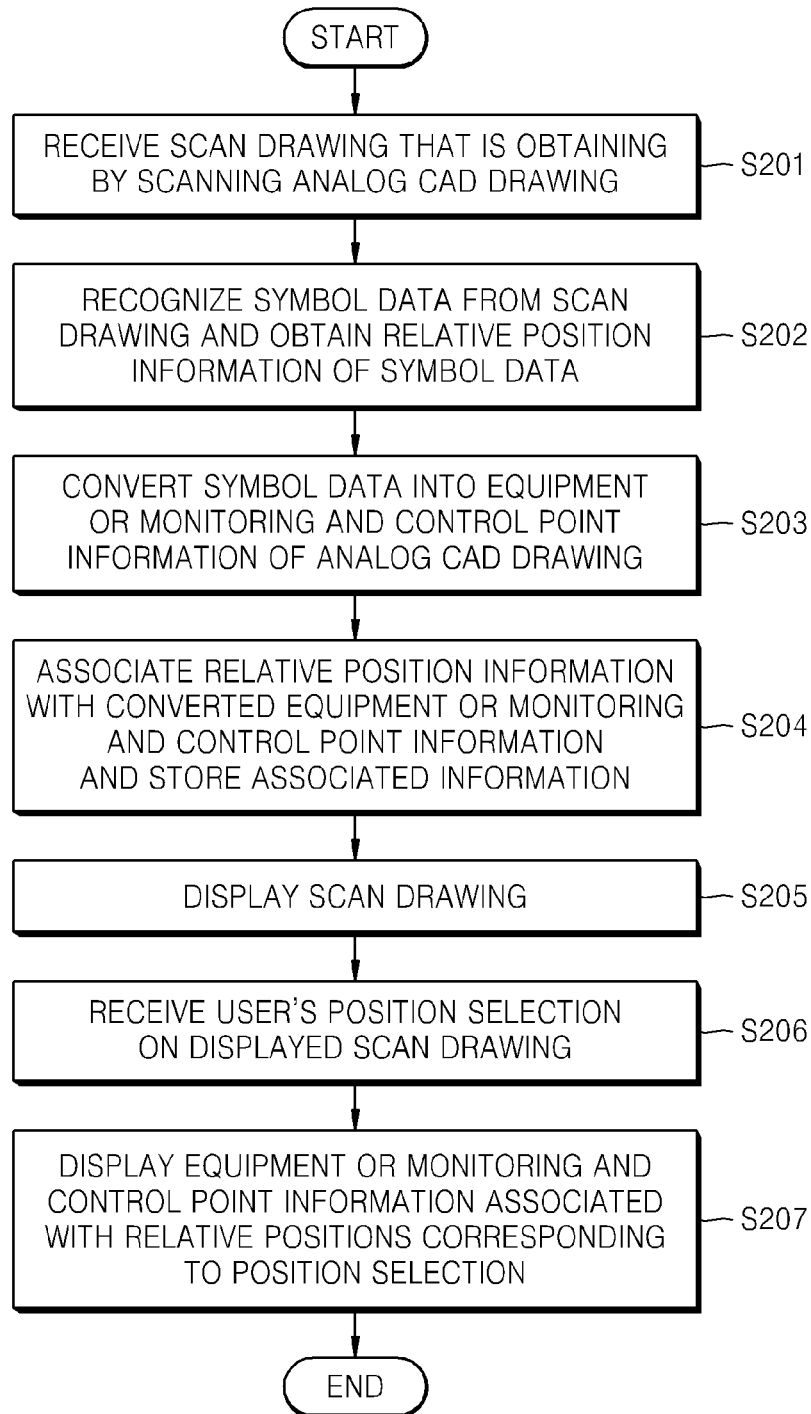 START
RECEIVE SCAN DRAWING THAT IS OBTAINING
BY SCANNING ANALOG CAD DRAWING
S201
RECOGNIZE SYMBOL DATA FROM SCAN
DRAWING AND OBTAIN RELATIVE POSITION
INFORMATION OF SYMBOL DATA
S202
CONVERT SYMBOL DATA INTO EQUIPMENT
OR MONITORING AND CONTROL POINT
INFORMATION OF ANALOG CAD DRAWING
S203
ASSOCIATE RELATIVE POSITION INFORMATION
WITH CONVERTED EQUIPMENT OR MONITORING
AND CONTROL POINT INFORMATION
AND STORE ASSOCIATED INFORMATION
S204
DISPLAY SCAN DRAWING
S205
RECEIVE USER'S POSITION SELECTION
ON DISPLAYED SCAN DRAWING
S206
DISPLAY EQUIPMENT OR MONITORING AND
CONTROL POINT INFORMATION ASSOCIATED
WITH RELATIVE POSITIONS CORRESPONDING
TO POSITION SELECTION
S207
END